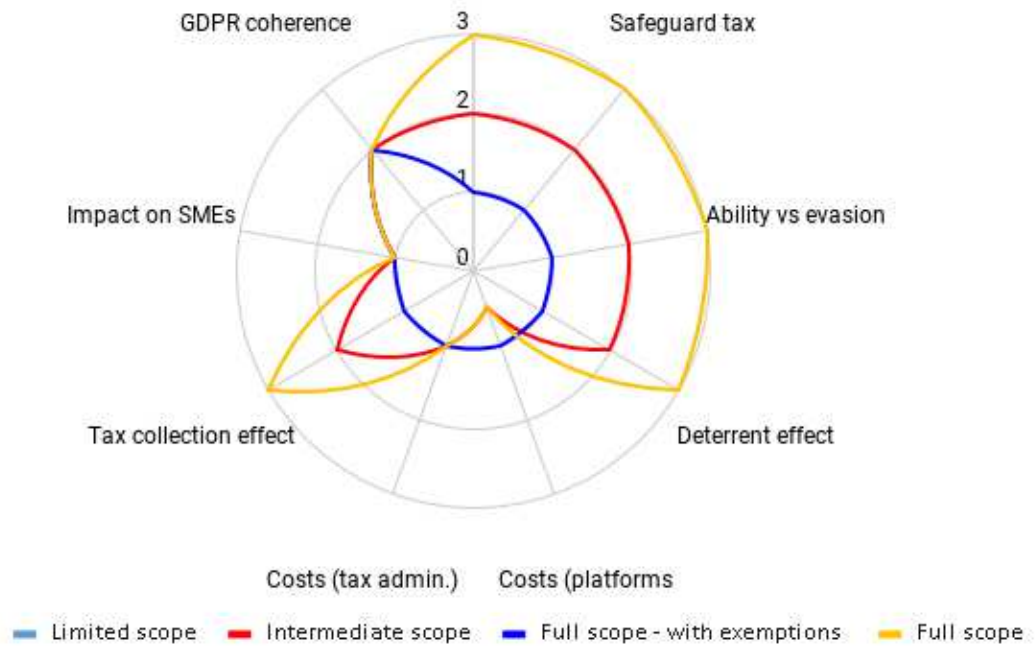 GDPR coherence
3
Safeguard tax
2
1
Impact on SMEs
Ability vs evasion
0
Tax collection effect
Deterrent effect
Costs (tax admin.)
Costs (platforms
Limited scope
Intermediate scope
Full scope - with exemptions
Full scope